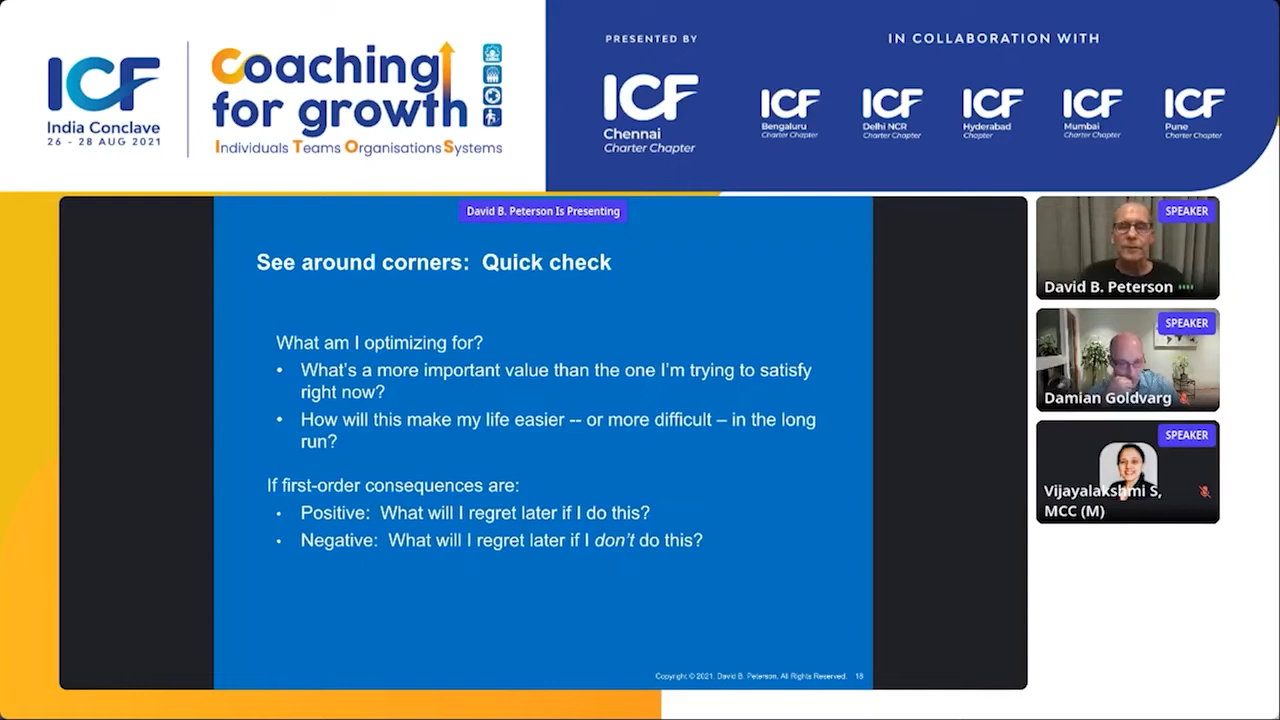 ICF
India Conclave
26 - 28 AUG 2021
Coaching
for growth
Individuals Teams Organisations Systems
PRESENTED BY
ICF
Chennai
Charter Chapter
IN COLLABORATION WITH
ICF
Bengaluru
Charter Chapter
ICF
Delhi NCR
Charter Chapter
ICF
Hyderabad
Chapter
ICF
Mumbai
Charter Chapter
ICF
Pune
Charter Chapter
David B. Peterson Is Presenting
See around corners: Quick check
What am I optimizing for?
• What's a more important value than the one I'm trying to satisfy
right now?
• How will this make my life easier -- or more difficult – in the long
run?
If first-order consequences are:
• Positive: What will I regret later if I do this?
• Negative: What will I regret later if I don't do this?
Copyright © 2021, David B. Peterson. All Rights Reserved. 18
SPEAKER
David B. Peterson
SPEAKER
Damian Goldvarg
SPEAKER
Vijayalakshmi S,
MCC (M)